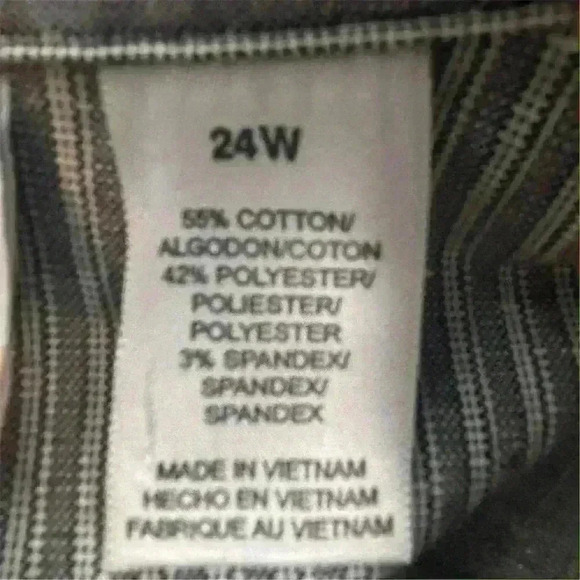 24W
55% COTTON/
ALGODON/COTON
42% POLYESTER/
POLIESTER/
POLYESTER
3% SPANDEX/
SPANDEX/
SPANDEX
MADE IN VIETNAM
HECHO EN VIETNAM
FABRIQUE AU VIETNAM